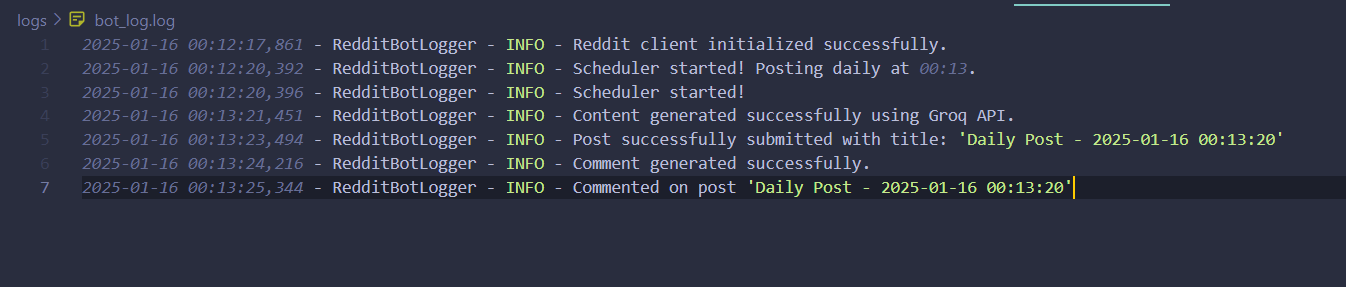 logs > bot_log.log
1 2025-01-16 00:12:17,861 - RedditBotLogger - INFO - Reddit client initialized successfully.
2 2025-01-16 00:12:20,392 - RedditBotLogger - INFO - Scheduler started! Posting daily at 00:13.
3 2025-01-16 00:12:20,396 - RedditBotLogger - INFO - Scheduler started!
4 2025-01-16 00:13:21,451 - RedditBotLogger - INFO - Content generated successfully using Groq API.
5 2025-01-16 00:13:23,494 - RedditBotLogger - INFO - Post successfully submitted with title: 'Daily Post - 2025-01-16 00:13:20'
6 2025-01-16 00:13:24,216 - RedditBotLogger - INFO - Comment generated successfully.
7 2025-01-16 00:13:25,344 - RedditBotLogger - INFO - Commented on post 'Daily Post - 2025-01-16 00:13:20'